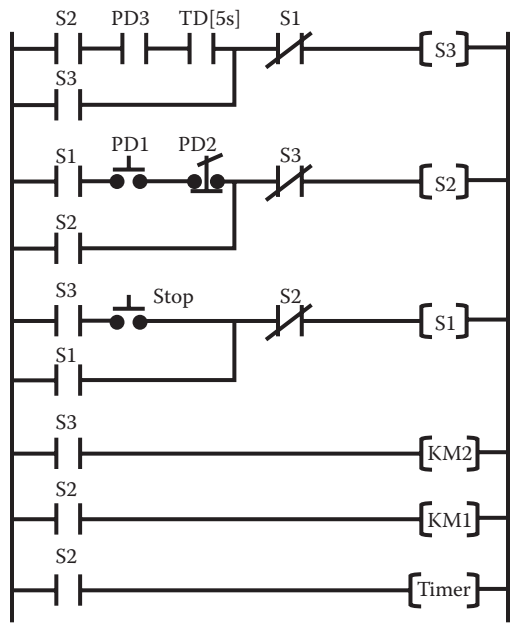 S2 PD3 TD[5s] S1
S3
S3
S1 PD1 PD2 S3
S2
S2
S3 Stop S2
S1
S1
S3
KM2
S2
KM1
S2
Timer